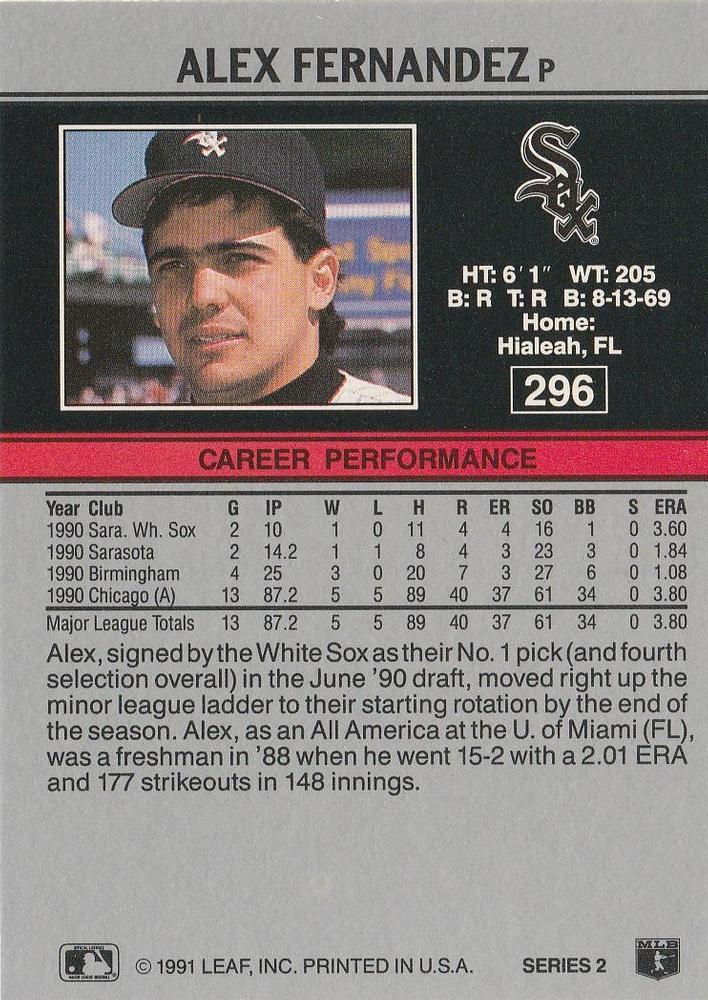 ALEX FERNANDEZ P
Sox
HT: 6' 1" WT: 205
B: R T: R B: 8-13-69
Home:
Hialeah, FL
296
CAREER PERFORMANCE
Year Club G IP W L H R ER SO BB S ERA
1990 Sara. Wh. Sox 2 10 1 0 11 4 4 16 1 0 3.60
1990 Sarasota 2 14.2 1 1 8 4 3 23 3 0 1.84
1990 Birmingham 4 25 3 0 20 7 3 27 6 0 1.08
1990 Chicago (A) 13 87.2 5 5 89 40 37 61 34 0 3.80
Major League Totals 13 87.2 5 5 89 40 37 61 34 0 3.80
Alex, signed by the White Sox as their No. 1 pick (and fourth
selection overall) in the June '90 draft, moved right up the
minor league ladder to their starting rotation by the end of
the season. Alex, as an All America at the U. of Miami (FL),
was a freshman in '88 when he went 15-2 with a 2.01 ERA
and 177 strikeouts in 148 innings.
© 1991 LEAF, INC. PRINTED IN U.S.A. SERIES 2
MLB